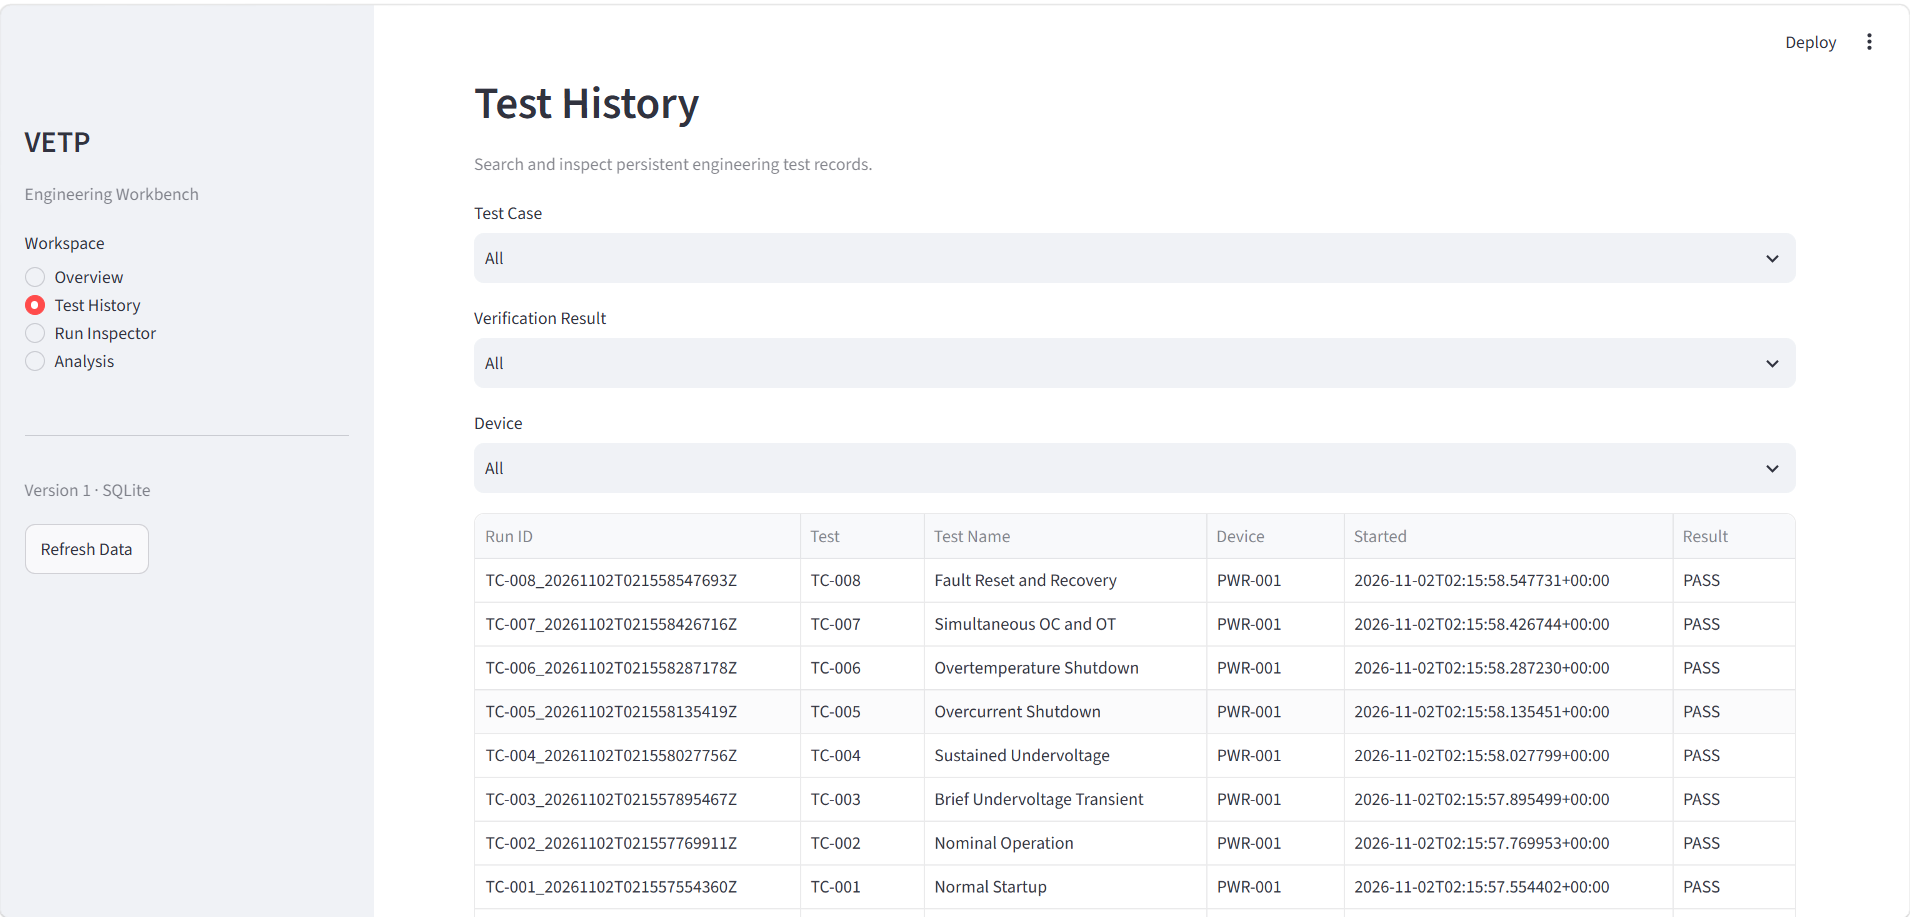 Deploy
VETP
Engineering Workbench
Workspace
Overview
Test History
Run Inspector
Analysis
Version 1 · SQLite
Refresh Data
Test History
Search and inspect persistent engineering test records.
Test Case
All
Verification Result
All
Device
All
Run ID Test Test Name Device Started Result
TC-008_20261102T021558547693Z TC-008 Fault Reset and Recovery PWR-001 2026-11-02T02:15:58.547731+00:00 PASS
TC-007_20261102T021558426716Z TC-007 Simultaneous OC and OT PWR-001 2026-11-02T02:15:58.426744+00:00 PASS
TC-006_20261102T021558287178Z TC-006 Overtemperature Shutdown PWR-001 2026-11-02T02:15:58.287230+00:00 PASS
TC-005_20261102T021558135419Z TC-005 Overcurrent Shutdown PWR-001 2026-11-02T02:15:58.135451+00:00 PASS
TC-004_20261102T021558027756Z TC-004 Sustained Undervoltage PWR-001 2026-11-02T02:15:58.027799+00:00 PASS
TC-003_20261102T021557895467Z TC-003 Brief Undervoltage Transient PWR-001 2026-11-02T02:15:57.895499+00:00 PASS
TC-002_20261102T021557769911Z TC-002 Nominal Operation PWR-001 2026-11-02T02:15:57.769953+00:00 PASS
TC-001_20261102T021557554360Z TC-001 Normal Startup PWR-001 2026-11-02T02:15:57.554402+00:00 PASS